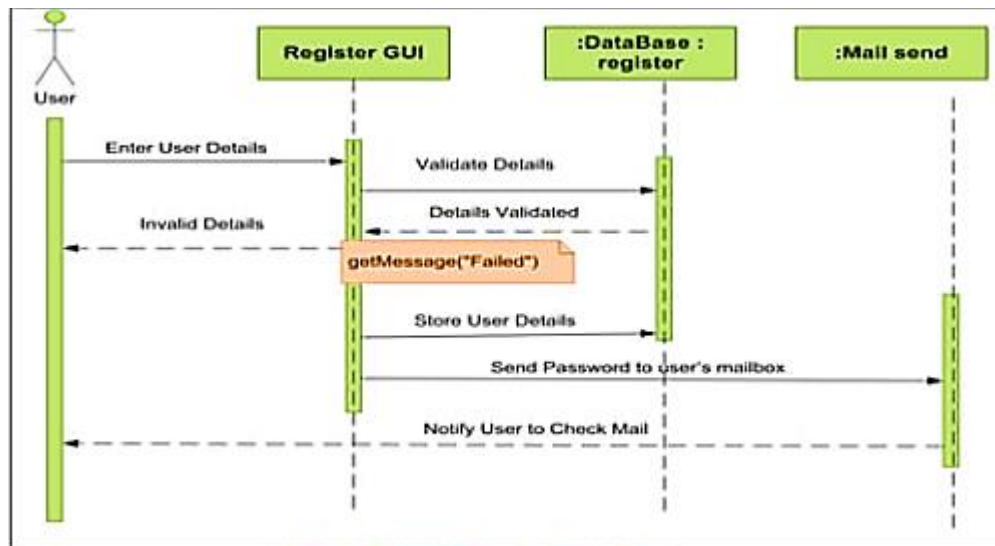 User
Register GUI
:DataBase :
register
:Mail send
Enter User Details
Validate Details
Details Validated
Invalid Details
getMessage("Failed")
Store User Details
Send Password to user's mailbox
Notify User to Check Mail